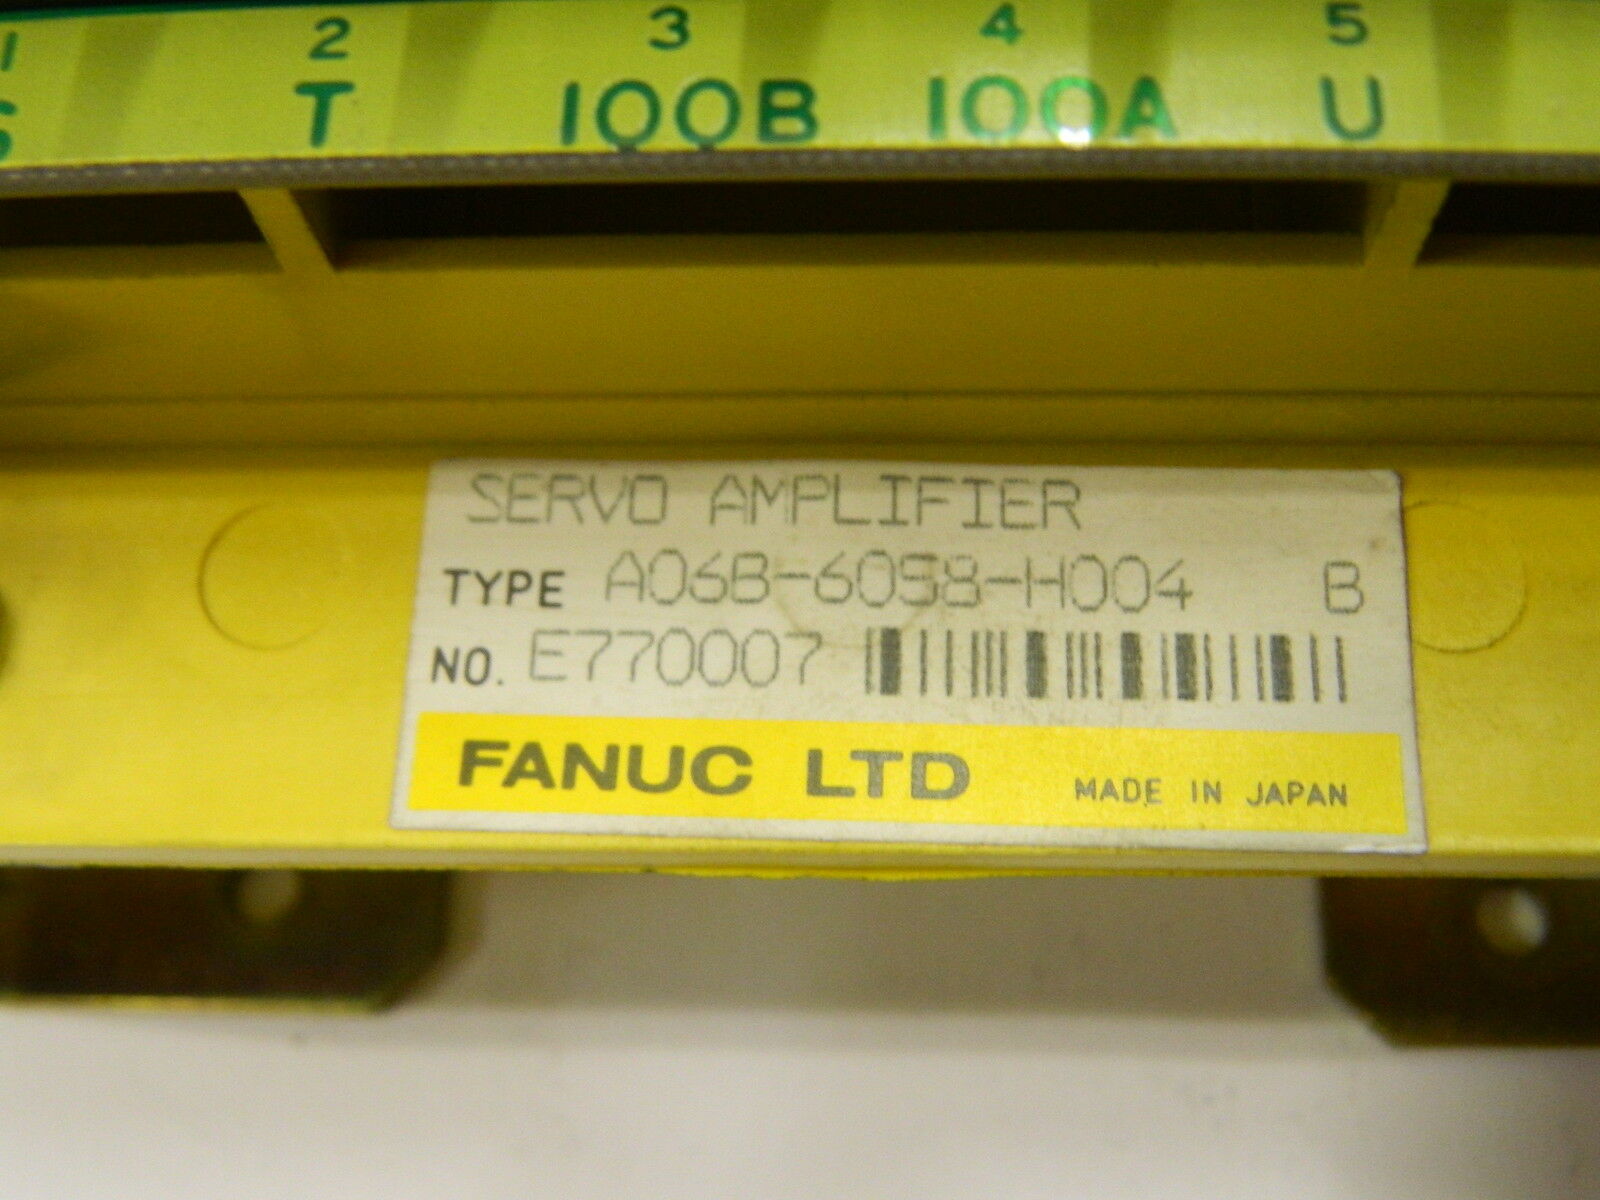 1 2 3 4 5
S T 100B 100A U
SERVO AMPLIFIER
TYPE A06B-6058-H004 B
NO. E770007
FANUC LTD MADE IN JAPAN